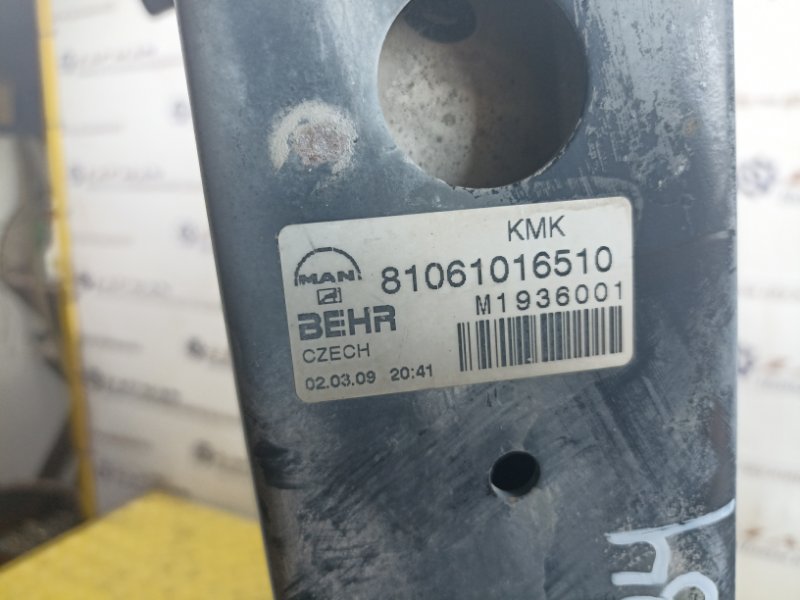 KMK
MAN 81061016510
M1936001
BEHR
CZECH
02.03.09 20:41